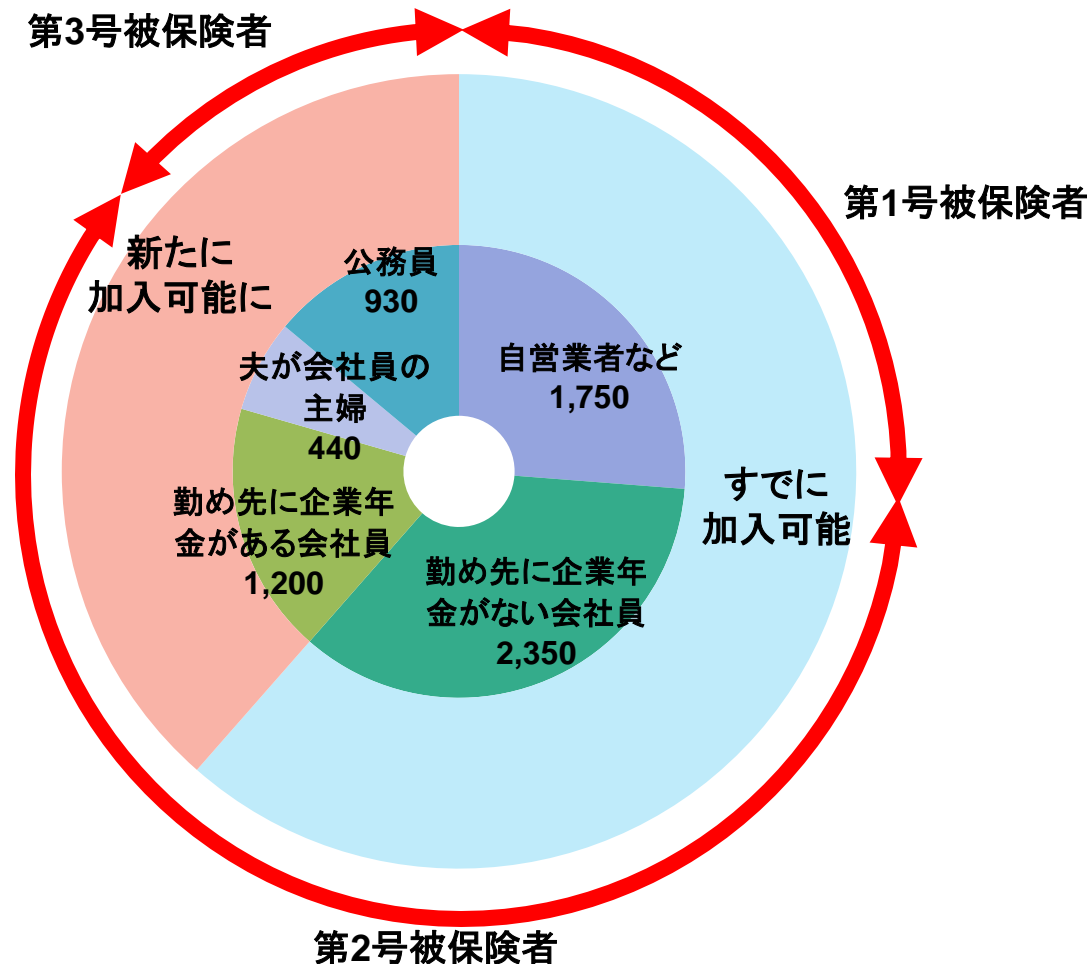 第3号被保険者
第1号被保険者
新たに
加入可能に
公務員
930
自営業者など
1,750
夫が会社員の
主婦
440
すでに
加入可能
勤め先に企業年
金がある会社員
1,200
勤め先に企業年
金がない会社員
2,350
第2号被保険者